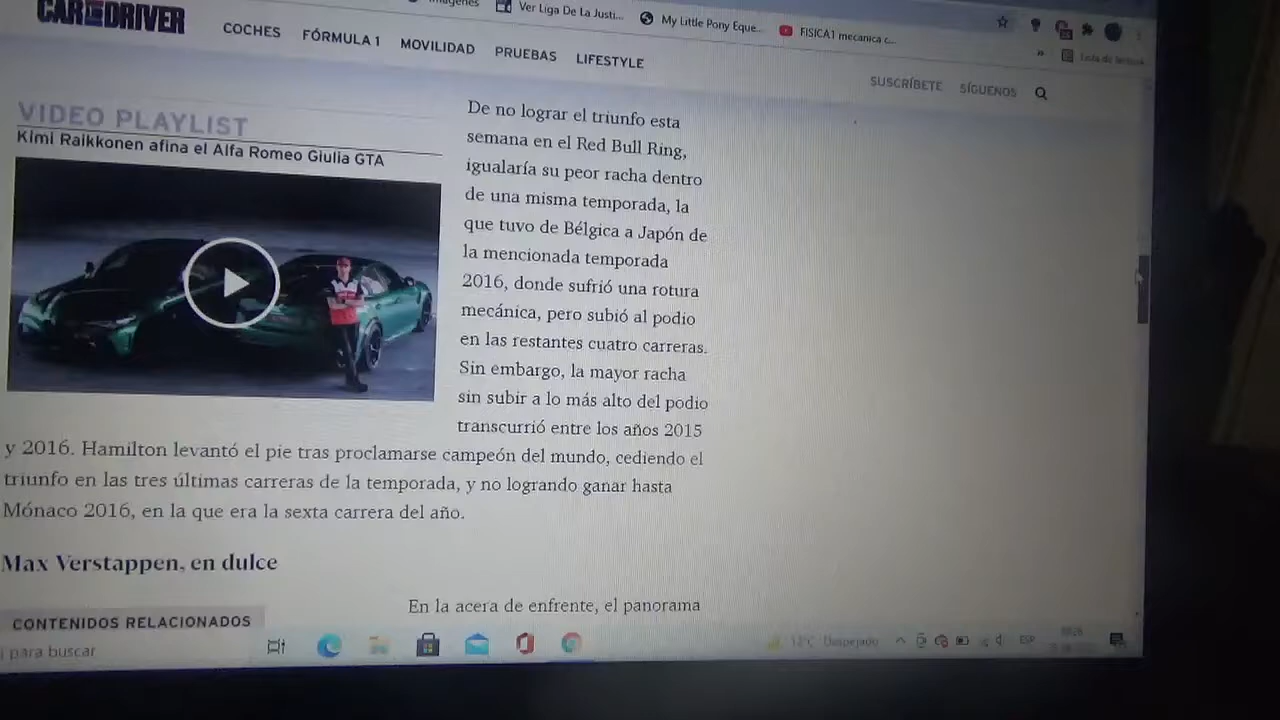 Imágenes
Ver Liga De La Justi...
My Little Pony Eque...
FISICA1 mecanica c...
»
CAR DRIVER
COCHES
FÓRMULA 1
MOVILIDAD
PRUEBAS
LIFESTYLE
SUSCRÍBETE
SÍGUENOS
VIDEO PLAYLIST
Kimi Raikkonen afina el Alfa Romeo Giulia GTA
De no lograr el triunfo esta
semana en el Red Bull Ring,
igualaría su peor racha dentro
de una misma temporada, la
que tuvo de Bélgica a Japón de
la mencionada temporada
2016, donde sufrió una rotura
mecánica, pero subió al podio
en las restantes cuatro carreras.
Sin embargo, la mayor racha
sin subir a lo más alto del podio
transcurrió entre los años 2015
y 2016. Hamilton levantó el pie tras proclamarse campeón del mundo, cediendo el
triunfo en las tres últimas carreras de la temporada, y no logrando ganar hasta
Mónaco 2016, en la que era la sexta carrera del año.
Max Verstappen, en dulce
CONTENIDOS RELACIONADOS
En la acera de enfrente, el panorama
para buscar
Despejado
ESP